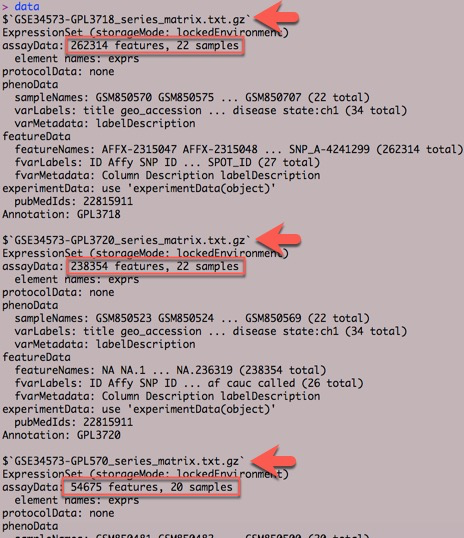 > data
$`GSE34573-GPL3718_series_matrix.txt.gz`
ExpressionSet (storageMode: lockedEnvironment)
assayData: 262314 features, 22 samples
element names: exprs
protocolData: none
phenoData
sampleNames: GSM850570 GSM850575 ... GSM850707 (22 total)
varLabels: title geo_accession ... disease state:ch1 (34 total)
varMetadata: labelDescription
featureData
featureNames: AFFX-2315047 AFFX-2315048 ... SNP_A-4241299 (262314 total)
fvarLabels: ID Affy SNP ID ... SPOT_ID (27 total)
fvarMetadata: Column Description labelDescription
experimentData: use 'experimentData(object)'
pubMedIds: 22815911
Annotation: GPL3718
$`GSE34573-GPL3720_series_matrix.txt.gz`
ExpressionSet (storageMode: lockedEnvironment)
assayData: 238354 features, 22 samples
element names: exprs
protocolData: none
phenoData
sampleNames: GSM850523 GSM850524 ... GSM850569 (22 total)
varLabels: title geo_accession ... disease state:ch1 (34 total)
varMetadata: labelDescription
featureData
featureNames: NA NA.1 ... NA.236319 (238354 total)
fvarLabels: ID Affy SNP ID ... af cauc called (26 total)
fvarMetadata: Column Description labelDescription
experimentData: use 'experimentData(object)'
pubMedIds: 22815911
Annotation: GPL3720
$`GSE34573-GPL570_series_matrix.txt.gz`
ExpressionSet (storageMode: lockedEnvironment)
assayData: 54675 features, 20 samples
element names: exprs
protocolData: none
phenoData